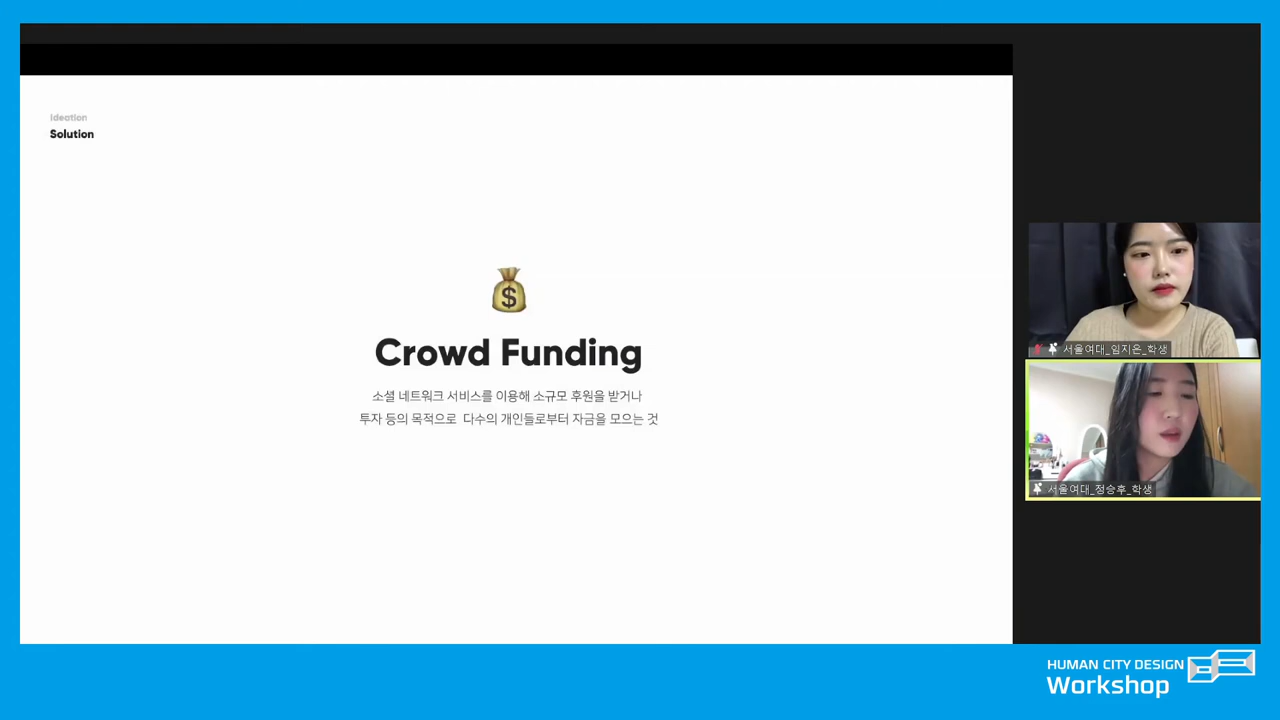 Ideation
Solution
$
Crowd Funding
소셜 네트워크 서비스를 이용해 소규모 후원을 받거나
투자 등의 목적으로 다수의 개인들로부터 자금을 모으는 것
서울여대_임지은_학생
서울여대_정승후_학생
HUMAN CITY DESIGN
Workshop